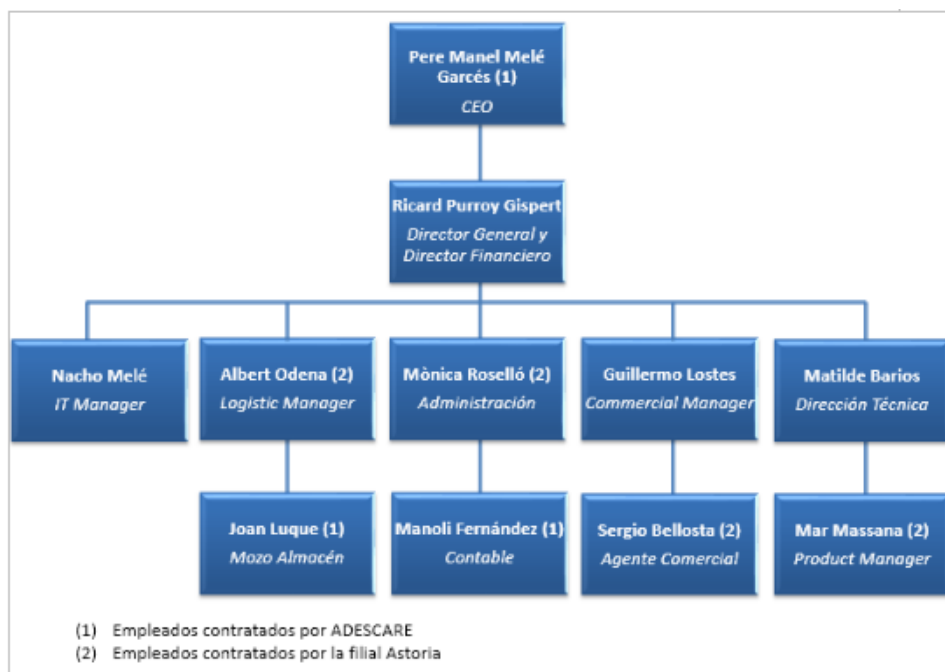 Pere Manel Melé
Garcés (1)
CEO
Ricard Purroy Gispert
Director General y
Director Financiero
Nacho Melé
IT Manager
Albert Odena (2)
Logistic Manager
Mònica Roselló (2)
Administración
Guillermo Lostes
Commercial Manager
Matilde Barios
Dirección Técnica
Joan Luque (1)
Mozo Almacén
Manoli Fernández (1)
Contable
Sergio Bellosta (2)
Agente Comercial
Mar Massana (2)
Product Manager
(1) Empleados contratados por ADESCARE
(2) Empleados contratados por la filial Astoria